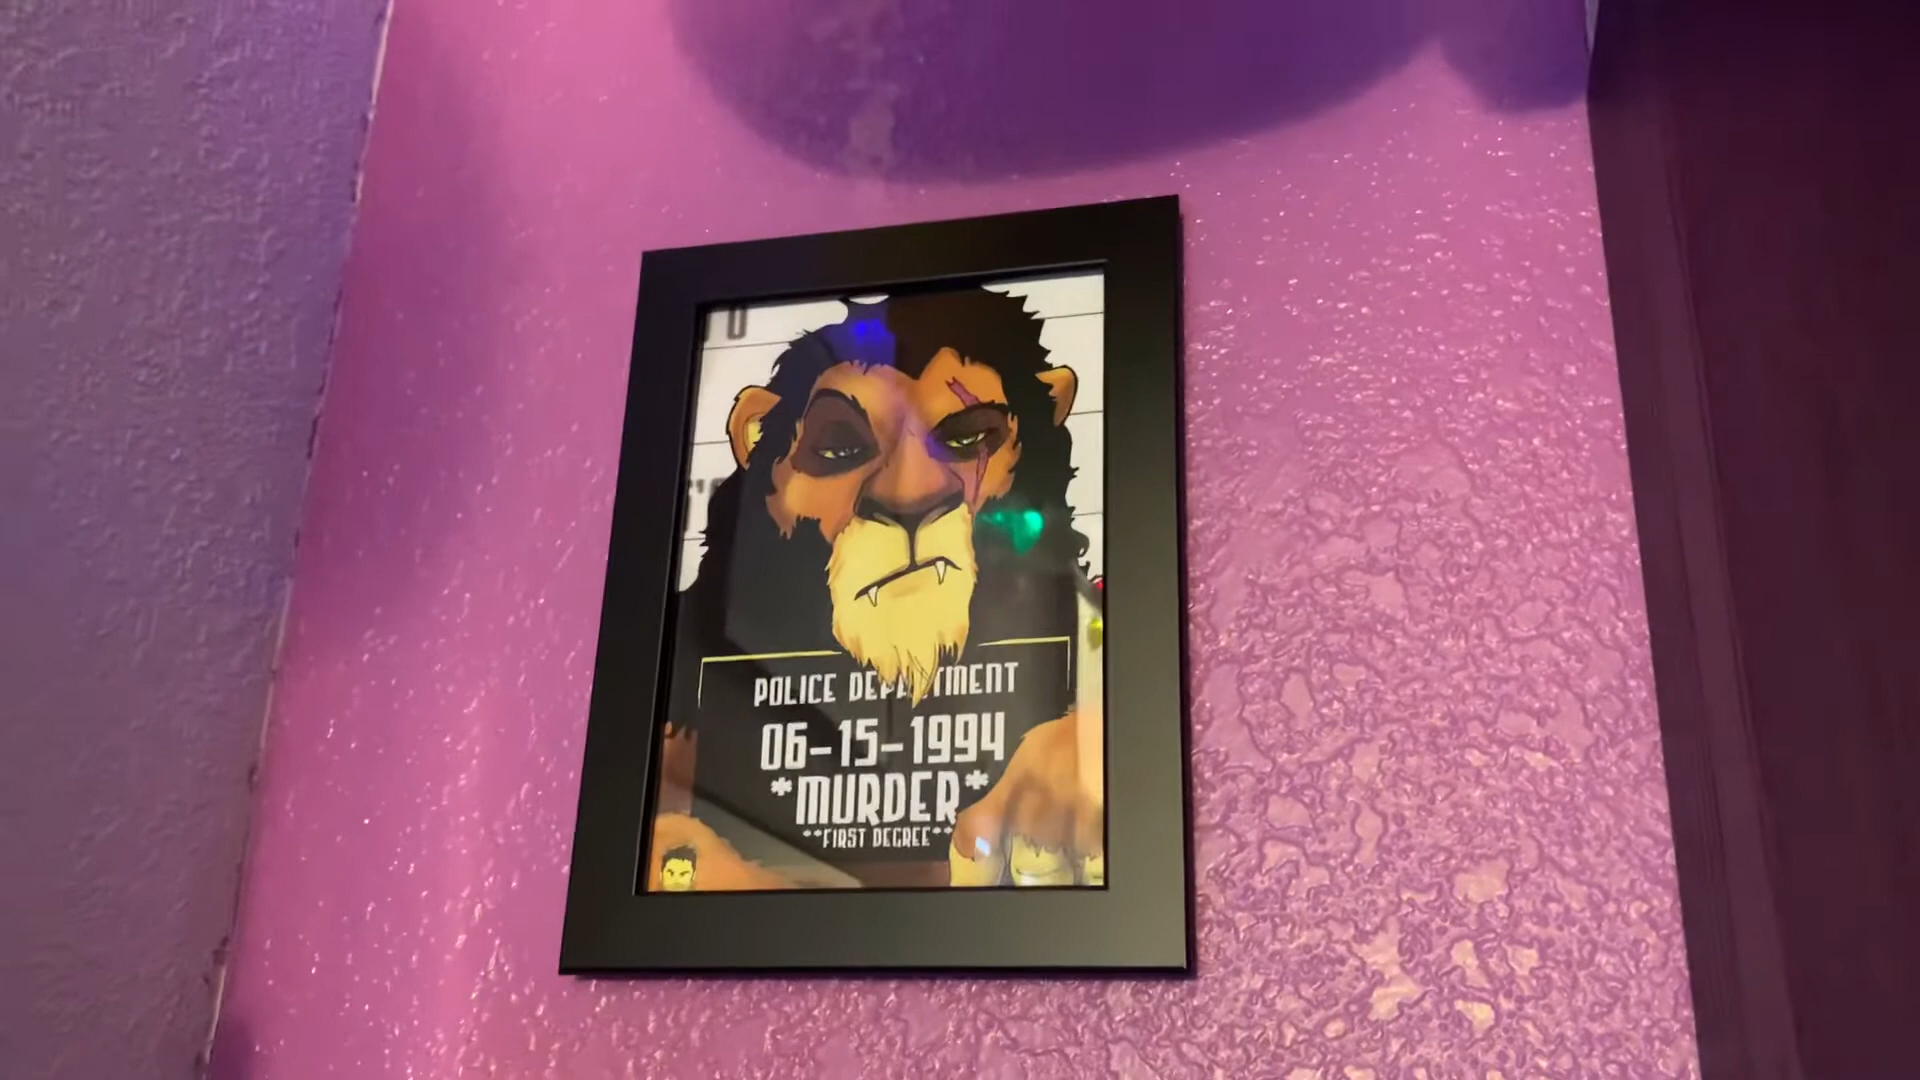 POLICE DEPARTMENT
06-15-1994
*MURDER*
**FIRST DEGREE**